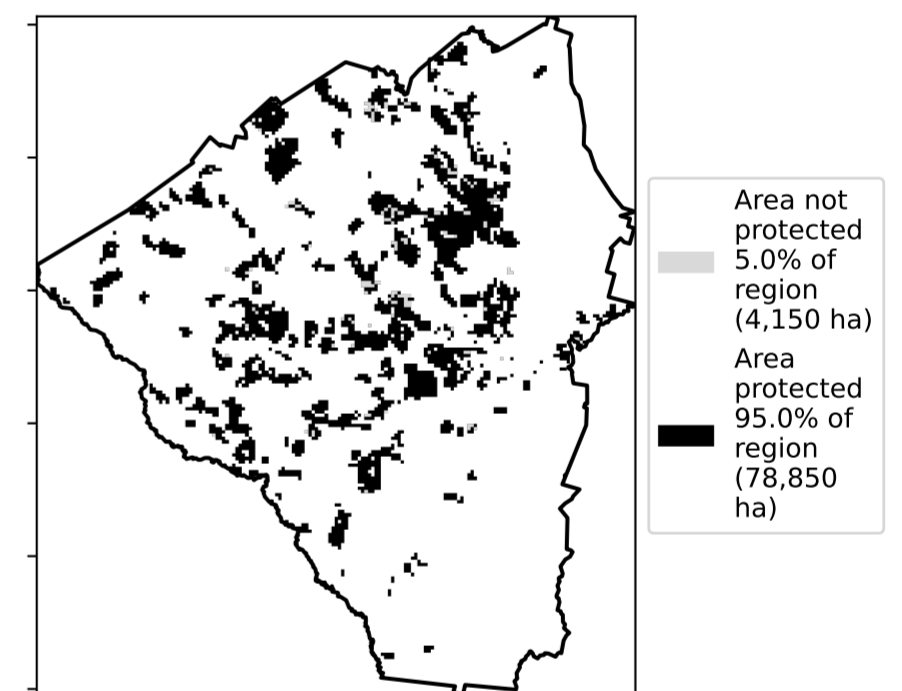 Area not
protected
5.0% of
region
(4,150 ha)
Area
protected
95.0% of
region
(78,850
ha)